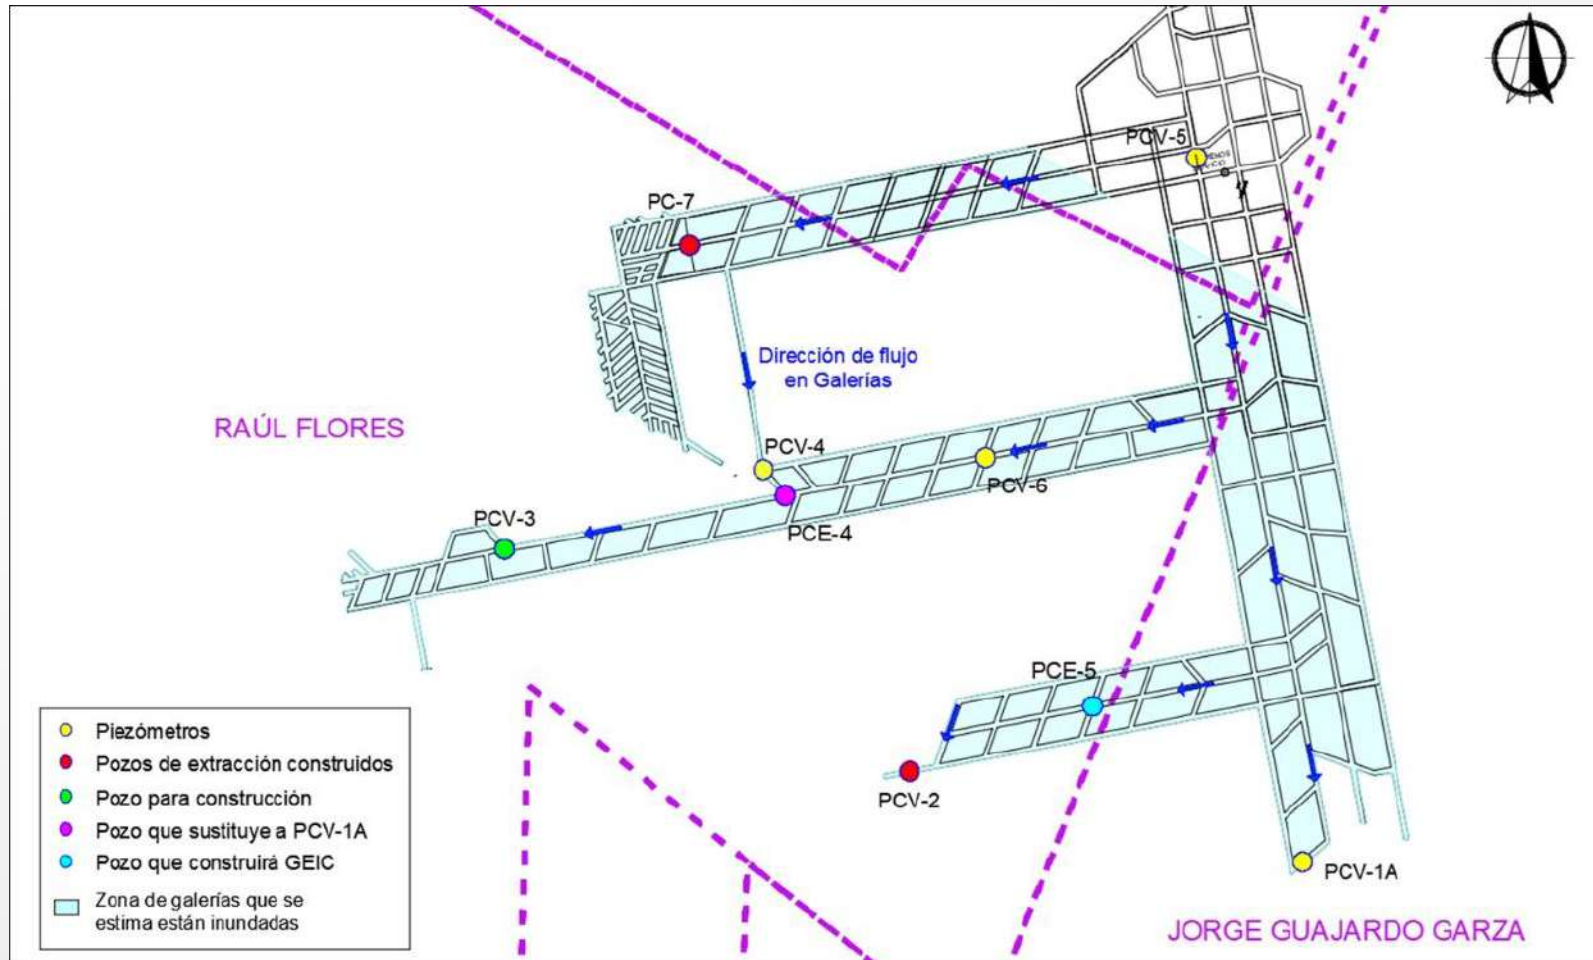 PCV-5
PC-7
Dirección de flujo
en Galerías
RAÚL FLORES
PCV-4
PCV-6
PCV-3
PCE-4
PCE-5
PCV-2
PCV-1A
JORGE GUAJARDO GARZA
Piezómetros
Pozos de extracción construidos
Pozo para construcción
Pozo que sustituye a PCV-1A
Pozo que construirá GEIC
Zona de galerías que se
estima están inundadas